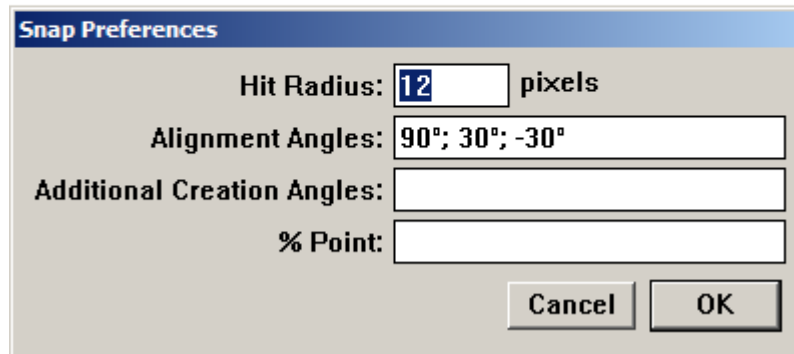 Snap Preferences
Hit Radius: 12 pixels
Alignment Angles: 90°; 30°; -30°
Additional Creation Angles:
% Point:
Cancel OK